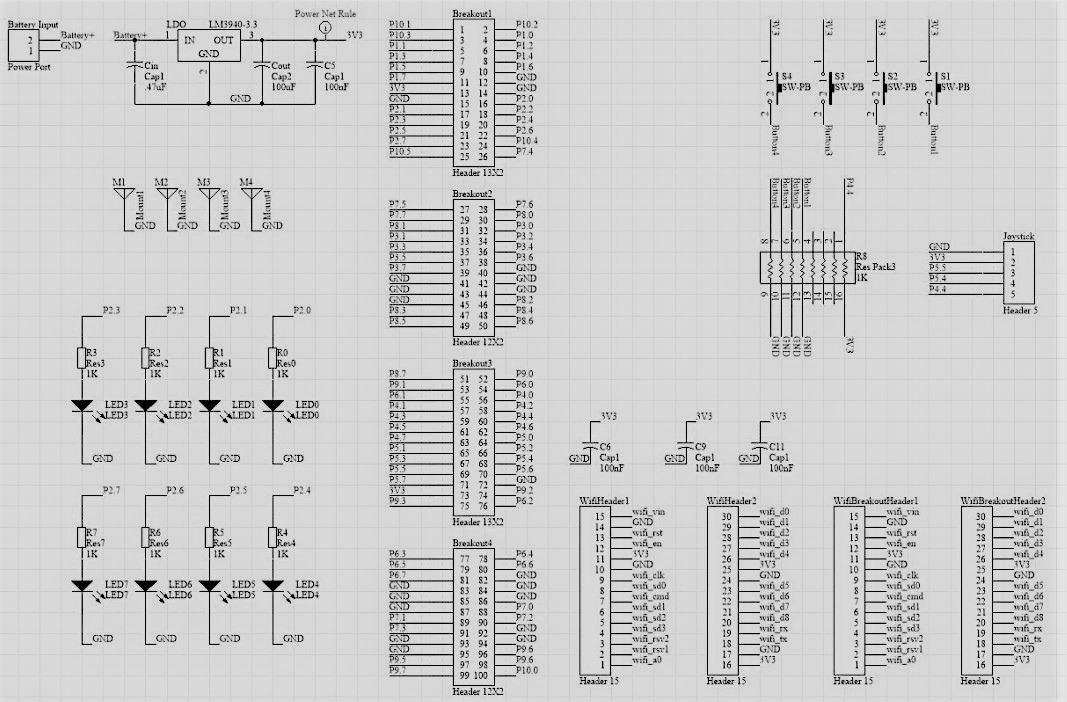 Battery Input
2
1
Battery+
GND
Power Port
Battery+
LDO
LM3940-3.3
1
IN
OUT
3
GND
2
Power Net Rule
i
3V3
Cin
Cap1
.47uF
Cout
Cap2
100uF
C5
Cap1
100nF
GND
M1
Mount1
GND
M2
Mount2
GND
M3
Mount3
GND
M4
Mount4
GND
P2.3
R3
Res3
1K
LED3
LED3
GND
P2.2
R2
Res2
1K
LED2
LED2
GND
P2.1
R1
Res1
1K
LED1
LED1
GND
P2.0
R0
Res0
1K
LED0
LED0
GND
P2.7
R7
Res7
1K
LED7
LED7
GND
P2.6
R6
Res6
1K
LED6
LED6
GND
P2.5
R5
Res5
1K
LED5
LED5
GND
P2.4
R4
Res4
1K
LED4
LED4
GND
Breakout1
P10.1 1 2 P10.2
P10.3 3 4 P1.0
P1.1 5 6 P1.2
P1.3 7 8 P1.4
P1.5 9 10 P1.6
P1.7 11 12 GND
3V3 13 14 GND
GND 15 16 P2.0
P2.1 17 18 P2.2
P2.3 19 20 P2.4
P2.5 21 22 P2.6
P2.7 23 24 P10.4
P10.5 25 26 P7.4
Header 13X2
Breakout2
P7.5 27 28 P7.6
P7.7 29 30 P8.0
P8.1 31 32 P3.0
P3.1 33 34 P3.2
P3.3 35 36 P3.4
P3.5 37 38 P3.6
P3.7 39 40 GND
GND 41 42 GND
GND 43 44 GND
GND 45 46 P8.2
P8.3 47 48 P8.4
P8.5 49 50 P8.6
Header 12X2
Breakout3
P8.7 51 52 P9.0
P9.1 53 54 P6.0
P6.1 55 56 P4.0
P4.1 57 58 P4.2
P4.3 59 60 P4.4
P4.5 61 62 P4.6
P4.7 63 64 P5.0
P5.1 65 66 P5.2
P5.3 67 68 P5.4
P5.5 69 70 P5.6
P5.7 71 72 GND
3V3 73 74 P9.2
P9.3 75 76 P6.2
Header 13X2
Breakout4
P6.3 77 78 P6.4
P6.5 79 80 P6.6
P6.7 81 82 GND
GND 83 84 GND
GND 85 86 GND
GND 87 88 P7.0
P7.1 89 90 P7.2
P7.3 91 92 GND
GND 93 94 GND
GND 95 96 P9.6
P9.5 97 98 P9.6
P9.7 99 100 P10.0
Header 12X2
3V3
1
S4
SW-PB
2
Button4
3V3
1
S3
SW-PB
2
Button3
3V3
1
S2
SW-PB
2
Button2
3V3
1
S1
SW-PB
2
Button1
Button4
Button3
Button2
Button1
P4.4
8 7 6 5 4 3 2 1
R8
Res Pack3
1K
9 10 11 12 13 14 15 16
GND
GND
GND
GND
3V3
Joystick
GND 1
3V3 2
P5.5 3
P5.4 4
P4.4 5
Header 5
3V3
C6
Cap1
100nF
GND
3V3
C9
Cap1
100nF
GND
3V3
C11
Cap1
100nF
GND
WifiHeader1
15 wifi_vin
14 GND
13 wifi_rst
12 wifi_en
11 3V3
10 GND
9 wifi_clk
8 wifi_sd0
7 wifi_cmd
6 wifi_sd1
5 wifi_sd2
4 wifi_sd3
3 wifi_rsv2
2 wifi_rsv1
1 wifi_a0
Header 15
WifiHeader2
30 wifi_d0
29 wifi_d1
28 wifi_d2
27 wifi_d3
26 wifi_d4
25 3V3
24 GND
23 wifi_d5
22 wifi_d6
21 wifi_d7
20 wifi_d8
19 wifi_rx
18 wifi_tx
17 GND
16 3V3
Header 15
WifiBreakoutHeader1
15 wifi_vin
14 GND
13 wifi_rst
12 wifi_en
11 3V3
10 GND
9 wifi_clk
8 wifi_sd0
7 wifi_cmd
6 wifi_sd1
5 wifi_sd2
4 wifi_sd3
3 wifi_rsv2
2 wifi_rsv1
1 wifi_a0
Header 15
WifiBreakoutHeader2
30 wifi_d0
29 wifi_d1
28 wifi_d2
27 wifi_d3
26 wifi_d4
25 3V3
24 GND
23 wifi_d5
22 wifi_d6
21 wifi_d7
20 wifi_d8
19 wifi_rx
18 wifi_tx
17 GND
16 3V3
Header 15